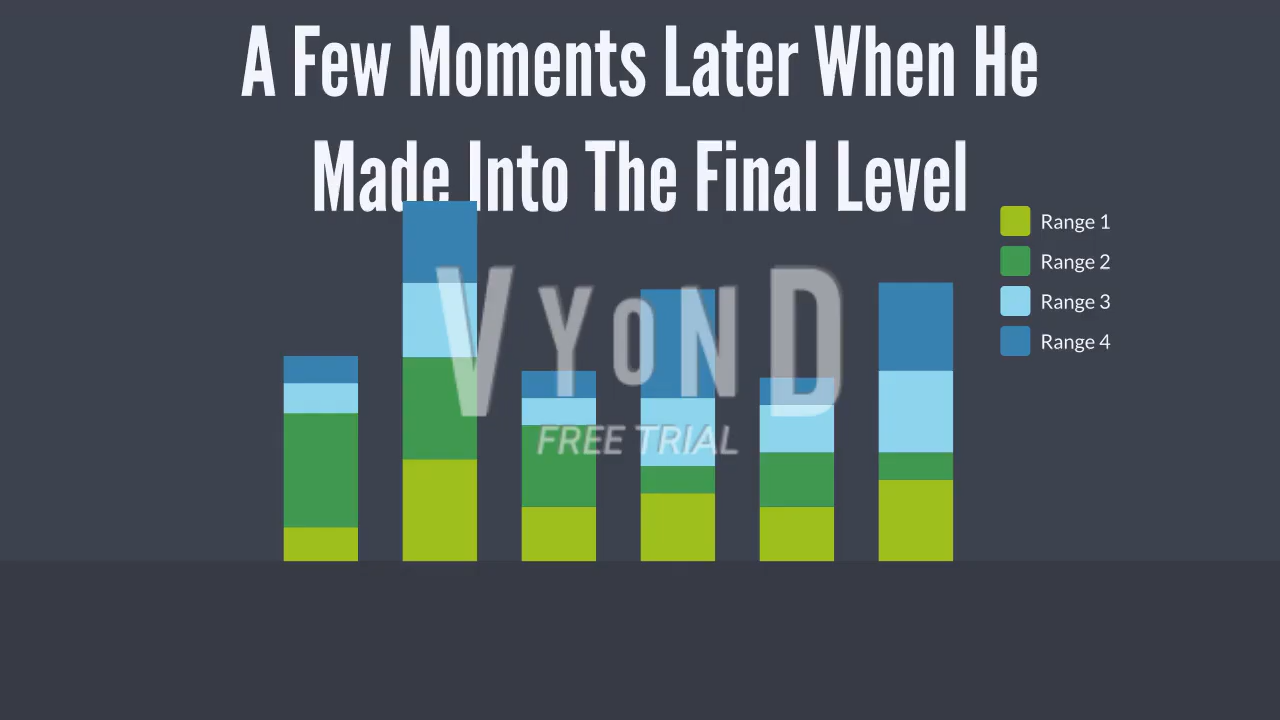 A Few Moments Later When He
Made Into The Final Level
Range 1
Range 2
Range 3
Range 4
VYOND
FREE TRIAL